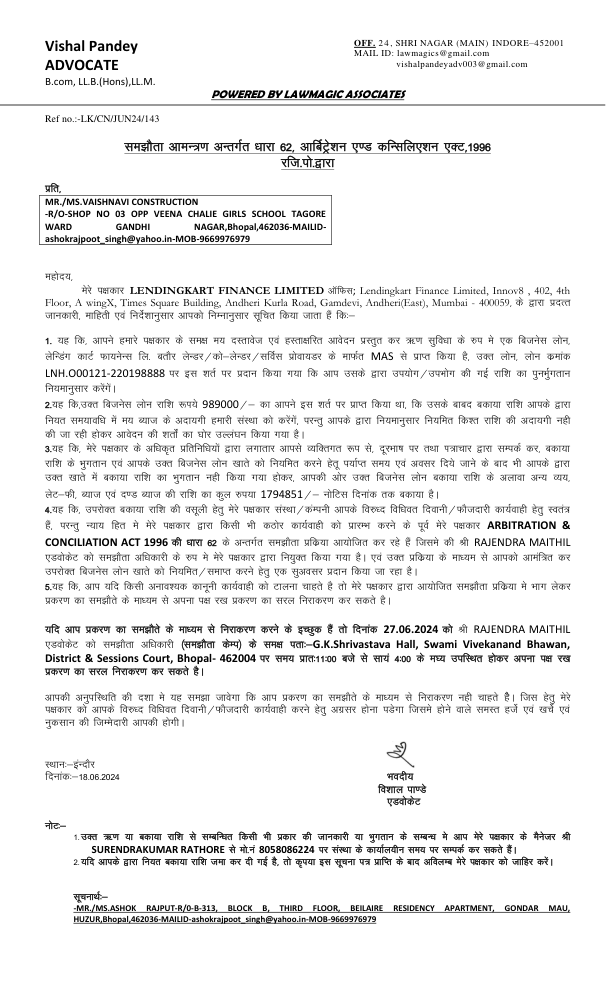 Vishal Pandey
ADVOCATE
B.com, LL.B.(Hons),LL.M.
OFF. 24, SHRI NAGAR (MAIN) INDORE–452001
MAIL ID: lawmagics@gmail.com
vishalpandeyadv003@gmail.com
POWERED BY LAWMAGIC ASSOCIATES
Ref no.:-LK/CN/JUN24/143
समझौता आमन्त्रण अन्तर्गत धारा 62, आर्बिट्रेशन एण्ड कन्सिलिएशन एक्ट,1996
रजि.पो.द्वारा
प्रति,
MR./MS.VAISHNAVI CONSTRUCTION
-R/O-SHOP NO 03 OPP VEENA CHALIE GIRLS SCHOOL TAGORE
WARD GANDHI NAGAR,Bhopal,462036-MAILID-
ashokrajpoot_singh@yahoo.in-MOB-9669976979
महोदय,
मेरे पक्षकार LENDINGKART FINANCE LIMITED ऑफिस; Lendingkart Finance Limited, Innov8 , 402, 4th
Floor, A wingX, Times Square Building, Andheri Kurla Road, Gamdevi, Andheri(East), Mumbai - 400059, के द्वारा प्रदत्त
जानकारी, माहिती एवं निर्देशानुसार आपको निम्नानुसार सूचित किया जाता हैं कि:–
1. यह कि, आपने हमारे पक्षकार के समक्ष मय दस्तावेज एवं हस्ताक्षरित आवेदन प्रस्तुत कर ऋण सुविधा के रुप मे एक बिजनेस लोन,
लेन्डिंग कार्ट फायनेन्स लि. बतौर लेन्डर/को–लेन्डर/सर्विस प्रोवायडर के मार्फत MAS से प्राप्त किया है, उक्त लोन, लोन क्रमांक
LNH.O00121-220198888 पर इस शर्त पर प्रदान किया गया कि आप उसके द्वारा उपयोग/उपभोग की गई राशि का पुनर्भुगतान
नियमानुसार करेंगें।
2.यह कि,उक्त बिजनेस लोन राशि रूपये 989000/– का आपने इस शर्त पर प्राप्त किया था, कि उसके बाबद बकाया राशि आपके द्वारा
नियत समयावधि में मय ब्याज के अदायगी हमारी संस्था को करेंगें, परन्तु आपके द्वारा नियमानुसार नियमित किश्त राशि की अदायगी नही
की जा रही होकर आवेदन की शर्तों का घोर उल्लंघन किया गया है।
3.यह कि, मेरे पक्षकार के अधिकृत प्रतिनिधियों द्वारा लगातार आपसे व्यक्तिगत रूप से, दूरभाष पर तथा पत्राचार द्वारा सम्पर्क कर, बकाया
राशि के भुगतान एवं आपके उक्त बिजनेस लोन खाते को नियमित करने हेतू पर्याप्त समय एवं अवसर दिये जाने के बाद भी आपके द्वारा
उक्त खाते में बकाया राशि का भुगतान नही किया गया होकर, आपकी ओर उक्त बिजनेस लोन बकाया राशि के अलावा अन्य व्यय,
लेट–फी, ब्याज एवं दण्ड ब्याज की राशि का कुल रुपया 1794851/– नोटिस दिनांक तक बकाया है।
4.यह कि, उपरोक्त बकाया राशि की वसूली हेतु मेरे पक्षकार संस्था/कम्पनी आपके विरुध्द विधिवत दिवानी/फौजदारी कार्यवाही हेतु स्वतंत्र
हैं, परन्तु न्याय हित मे मेरे पक्षकार द्वारा किसी भी कठोर कार्यवाही को प्रारम्भ करने के पूर्व मेरे पक्षकार ARBITRATION &
CONCILIATION ACT 1996 की धारा 62 के अन्तर्गत समझौता प्रक्रिया आयोजित कर रहे हैं जिसमे की श्री RAJENDRA MAITHIL
एडवोकेट को समझौता अधिकारी के रुप मे मेरे पक्षकार द्वारा नियुक्त किया गया है। एवं उक्त प्रक्रिया के माध्यम से आपको आमंत्रित कर
उपरोक्त बिजनेस लोन खाते को नियमित/समाप्त करने हेतु एक सुअवसर प्रदान किया जा रहा है।
5.यह कि, आप यदि किसी अनावश्यक कानूनी कार्यवाही को टालना चाहते है तो मेरे पक्षकार द्वारा आयोजित समझौता प्रक्रिया मे भाग लेकर
प्रकरण का समझौते के माध्यम से अपना पक्ष रख प्रकरण का सरल निराकरण कर सकते है।
यदि आप प्रकरण का समझौते के माध्यम से निराकरण करने के इच्छुक हैं तो दिनांक 27.06.2024 को श्री RAJENDRA MAITHIL
एडवोकेट को समझौता अधिकारी (समझौता केम्प) के समक्ष पताः–G.K.Shrivastava Hall, Swami Vivekanand Bhawan,
District & Sessions Court, Bhopal- 462004 पर समय प्रातः11:00 बजे से सायं 4:00 के मघ्य उपस्थित होकर अपना पक्ष रख
प्रकरण का सरल निराकरण कर सकते है।
आपकी अनुपस्थिति की दशा मे यह समझा जावेगा कि आप प्रकरण का समझौते के माध्यम से निराकरण नही चाहते हैै। जिस हेतु मेरे
पक्षकार को आपके विरुध्द विधिवत दिवानी/फौजदारी कार्यवाही करने हेतु अग्रसर होना पडेगा जिसमे होने वाले समस्त हर्जे एवं खर्चे एवं
नुकसान की जिम्मेदारी आपकी होगी।
स्थानः–इंन्दौर
दिनांकः–18.06.2024
भवदीय
विशाल पाण्डे
एडवोकेट
नोटः–
1.उक्त ऋण या बकाया राशि से सम्बन्धित किसी भी प्रकार की जानकारी या भुगतान के सम्बन्ध मे आप मेरे पक्षकार के मैनेजर श्री
SURENDRAKUMAR RATHORE से मो.नं 8058086224 पर संस्था के कार्यालयीन समय पर सम्पर्क कर सकते हैं।
2.यदि आपके द्वारा नियत बकाया राशि जमा कर दी गई है, तो कृपया इस सूचना पत्र प्राप्ति के बाद अविलम्ब मेरे पक्षकार को जाहिर करें।
सूचनार्थः–
-MR./MS.ASHOK RAJPUT-R/0-B-313, BLOCK B, THIRD FLOOR, BEILAIRE RESIDENCY APARTMENT, GONDAR MAU,
HUZUR,Bhopal,462036-MAILID-ashokrajpoot_singh@yahoo.in-MOB-9669976979